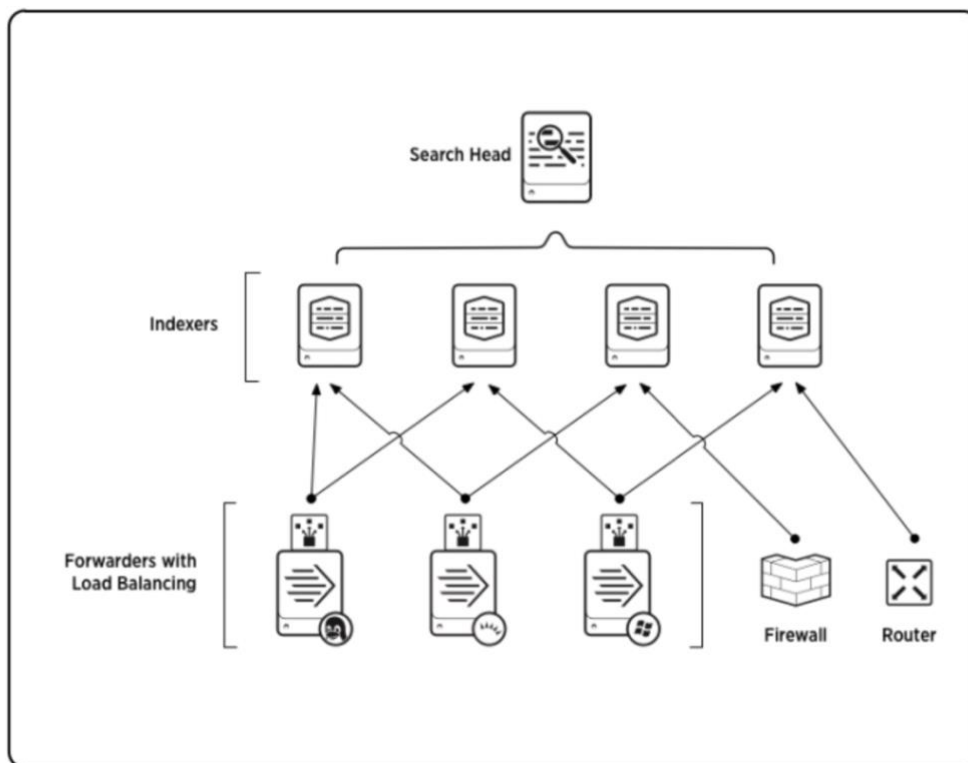 Search Head
Indexers
Forwarders with
Load Balancing
Firewall
Router